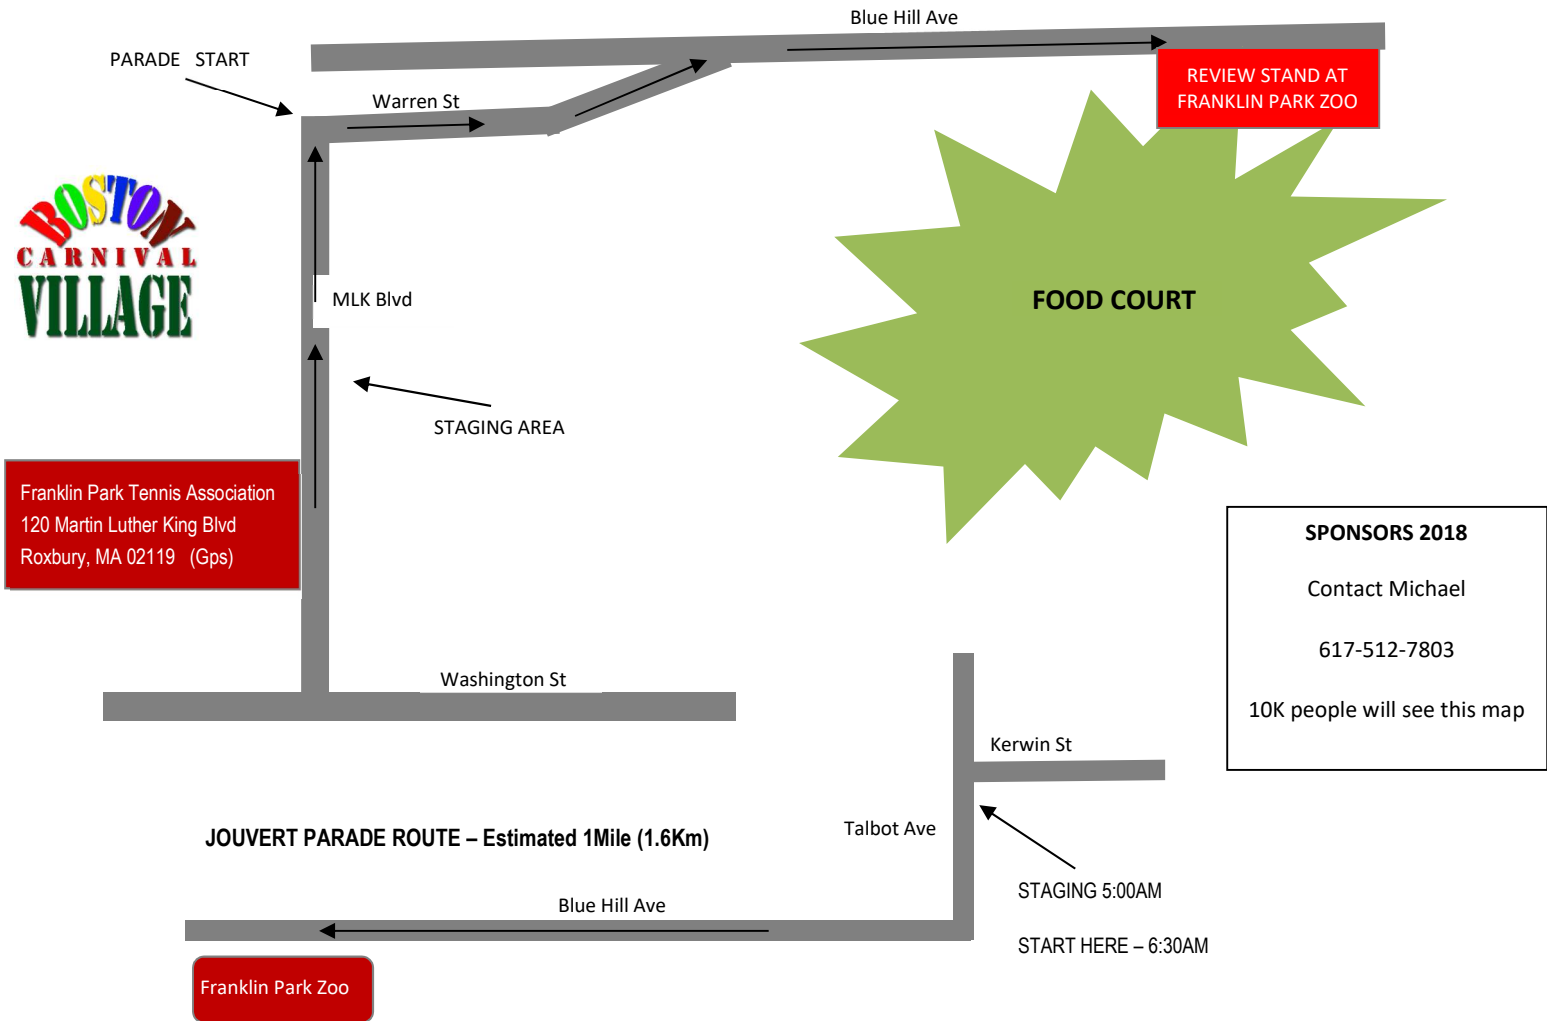 Blue Hill Ave
PARADE   START
REVIEW STAND AT
FRANKLIN PARK ZOO
Warren St
BOSTON
CARNIVAL
VILLAGE
MLK Blvd
FOOD COURT
STAGING AREA
Franklin Park Tennis Association
120 Martin Luther King Blvd
Roxbury, MA 02119   (Gps)
SPONSORS 2018
Contact Michael
617-512-7803
10K people will see this map
Washington St
Kerwin St
Talbot Ave
JOUVERT PARADE ROUTE – Estimated 1Mile (1.6Km)
STAGING 5:00AM
START HERE – 6:30AM
Blue Hill Ave
Franklin Park Zoo